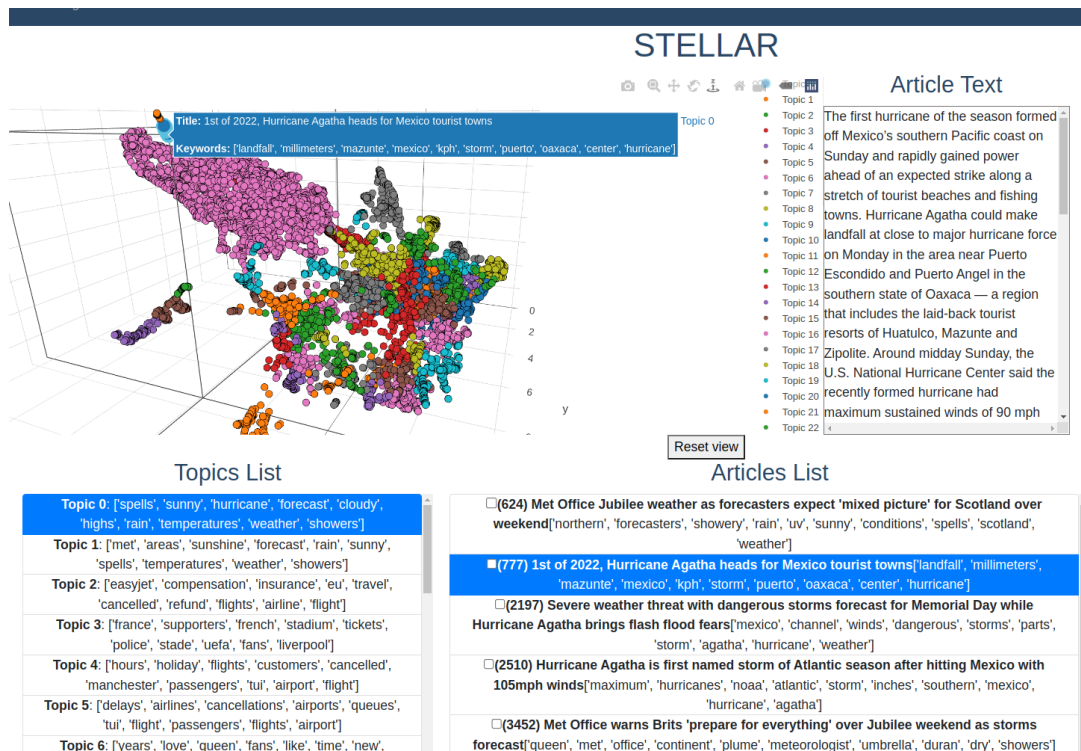 STELLAR
Article Text
Title: 1st of 2022, Hurricane Agatha heads for Mexico tourist towns
Keywords: ['landfall', 'millimeters', 'mazunte', 'mexico', 'kph', 'storm', 'puerto', 'oaxaca', 'center', 'hurricane']
Topic 0
0
2
4
6
y
Topic 1
Topic 2
Topic 3
Topic 4
Topic 5
Topic 6
Topic 7
Topic 8
Topic 9
Topic 10
Topic 11
Topic 12
Topic 13
Topic 14
Topic 15
Topic 16
Topic 17
Topic 18
Topic 19
Topic 20
Topic 21
Topic 22
The first hurricane of the season formed
off Mexico’s southern Pacific coast on
Sunday and rapidly gained power
ahead of an expected strike along a
stretch of tourist beaches and fishing
towns. Hurricane Agatha could make
landfall at close to major hurricane force
on Monday in the area near Puerto
Escondido and Puerto Angel in the
southern state of Oaxaca — a region
that includes the laid-back tourist
resorts of Huatulco, Mazunte and
Zipolite. Around midday Sunday, the
U.S. National Hurricane Center said the
recently formed hurricane had
maximum sustained winds of 90 mph
Reset view
Topics List
Topic 0: ['spells', 'sunny', 'hurricane', 'forecast', 'cloudy',
'highs', 'rain', 'temperatures', 'weather', 'showers']
Topic 1: ['met', 'areas', 'sunshine', 'forecast', 'rain', 'sunny',
'spells', 'temperatures', 'weather', 'showers']
Topic 2: ['easyjet', 'compensation', 'insurance', 'eu', 'travel',
'cancelled', 'refund', 'flights', 'airline', 'flight']
Topic 3: ['france', 'supporters', 'french', 'stadium', 'tickets',
'police', 'stade', 'uefa', 'fans', 'liverpool']
Topic 4: ['hours', 'holiday', 'flights', 'customers', 'cancelled',
'manchester', 'passengers', 'tui', 'airport', 'flight']
Topic 5: ['delays', 'airlines', 'cancellations', 'airports', 'queues',
'tui', 'flight', 'passengers', 'flights', 'airport']
Topic 6: ['years', 'love', 'queen', 'fans', 'like', 'time', 'new',
Articles List
(624) Met Office Jubilee weather as forecasters expect 'mixed picture' for Scotland over
weekend['northern', 'forecasters', 'showery', 'rain', 'uv', 'sunny', 'conditions', 'spells', 'scotland',
'weather']
(777) 1st of 2022, Hurricane Agatha heads for Mexico tourist towns['landfall', 'millimeters',
'mazunte', 'mexico', 'kph', 'storm', 'puerto', 'oaxaca', 'center', 'hurricane']
(2197) Severe weather threat with dangerous storms forecast for Memorial Day while
Hurricane Agatha brings flash flood fears['mexico', 'channel', 'winds', 'dangerous', 'storms', 'parts',
'storm', 'agatha', 'hurricane', 'weather']
(2510) Hurricane Agatha is first named storm of Atlantic season after hitting Mexico with
105mph winds['maximum', 'hurricanes', 'noaa', 'atlantic', 'storm', 'inches', 'southern', 'mexico',
'hurricane', 'agatha']
(3452) Met Office warns Brits 'prepare for everything' over Jubilee weekend as storms
forecast['queen', 'met', 'office', 'continent', 'plume', 'meteorologist', 'umbrella', 'duran', 'dry', 'showers']